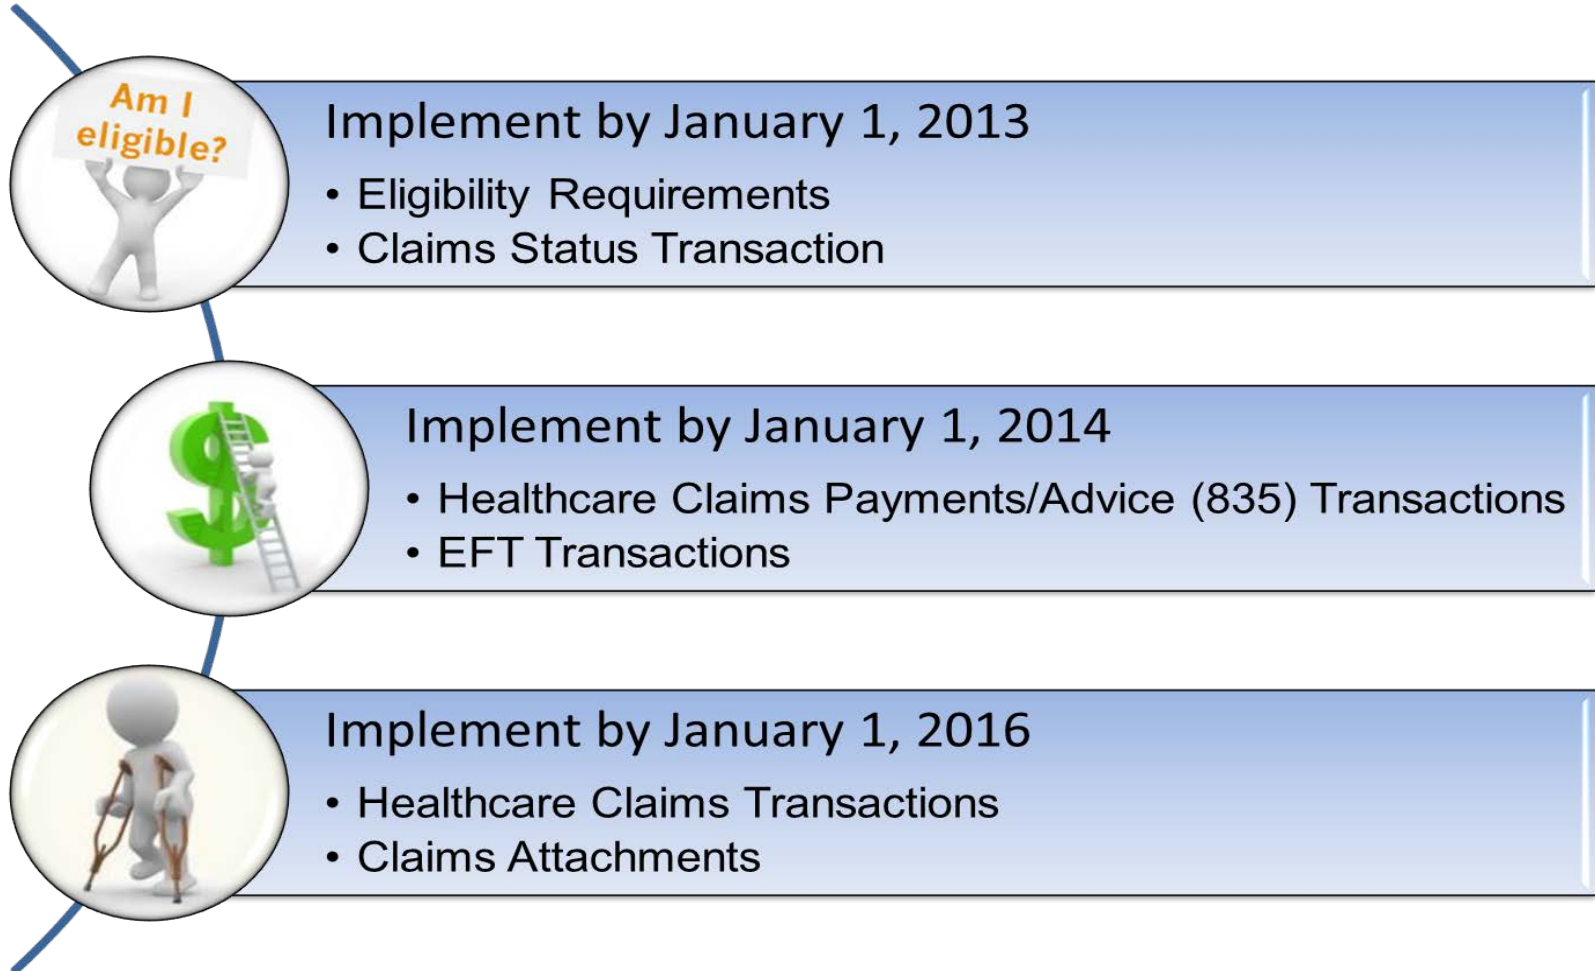 Am I
eligible?
Implement by January 1, 2013
• Eligibility Requirements
• Claims Status Transaction
Implement by January 1, 2014
• Healthcare Claims Payments/Advice (835) Transactions
• EFT Transactions
Implement by January 1, 2016
• Healthcare Claims Transactions
• Claims Attachments